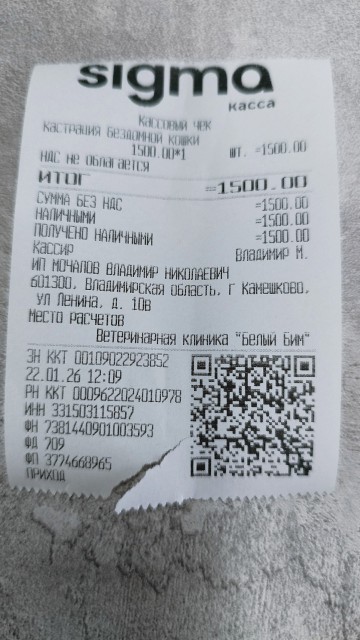 sigma
касса
Кассовый чек
Кастрация бездомной кошки
1500.00*1 шт. =1500.00
НДС не облагается
ИТОГ =1500.00
СУММА БЕЗ НДС =1500.00
НАЛИЧНЫМИ =1500.00
ПОЛУЧЕНО НАЛИЧНЫМИ =1500.00
КАССИР Владимир М.
ИП МОЧАЛОВ ВЛАДИМИР НИКОЛАЕВИЧ
601300, Владимирская область, г Камешково,
ул Ленина, д. 10в
Место расчетов
Ветеринарная клиника "Белый Бим"
ЗН ККТ 00109022923852
22.01.26 12:09
РН ККТ 0009622024010978
ИНН 331503115857
ФН 7381440901003593
ФД 709
ФП 3774668965
ПРИХОД